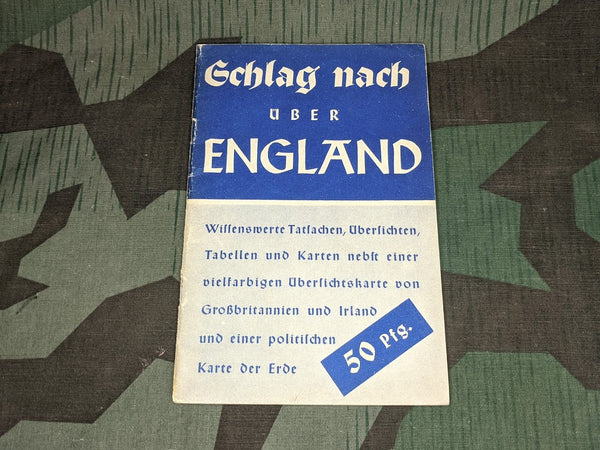 Schlag nach
ÜBER
ENGLAND
Wiſſenswerte Tatſachen, Überſichten,
Tabellen und Karten nebſt einer
vielfarbigen Überſichtskarte von
Großbritannien und Irland
und einer politiſchen
Karte der Erde
50 Pfg.